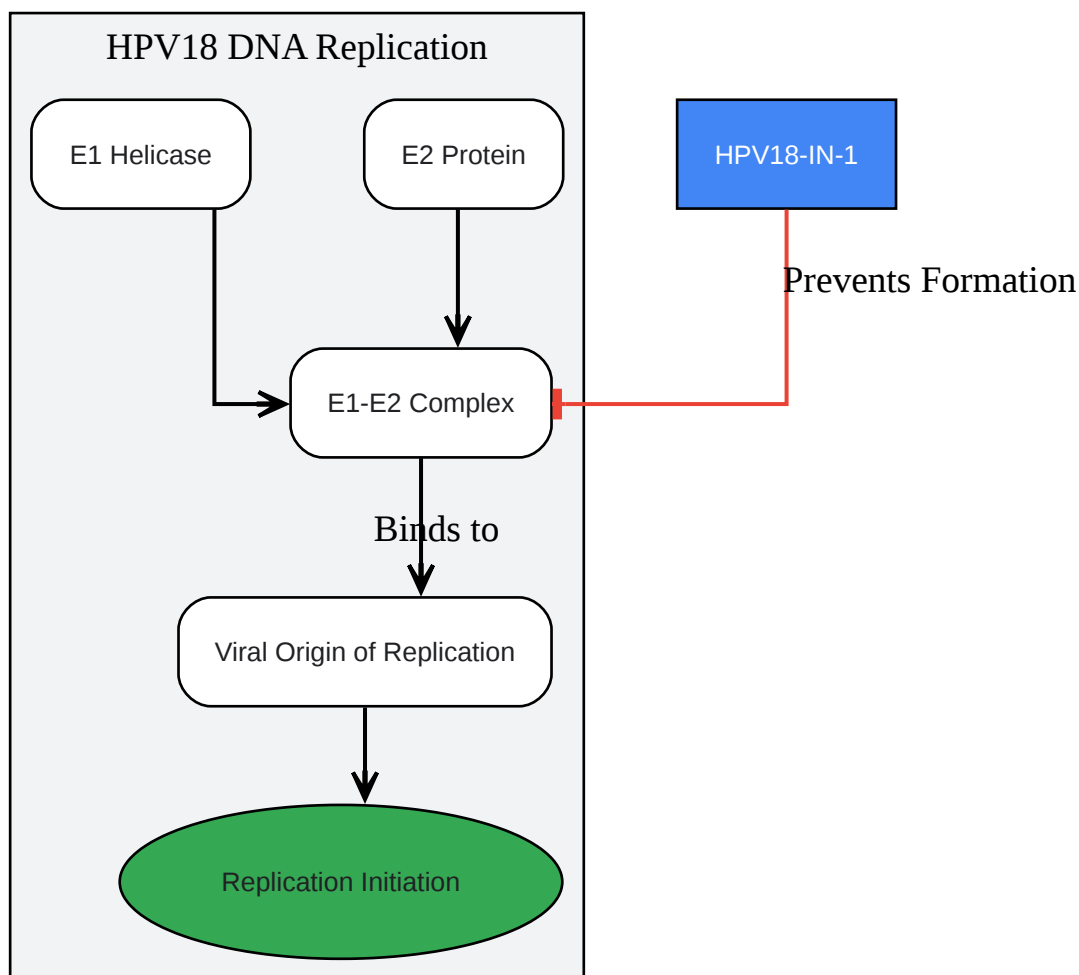 HPV18 DNA Replication
E1 Helicase
E2 Protein
HPV18-IN-1
Prevents Formation
E1-E2 Complex
Binds to
Viral Origin of Replication
Replication Initiation